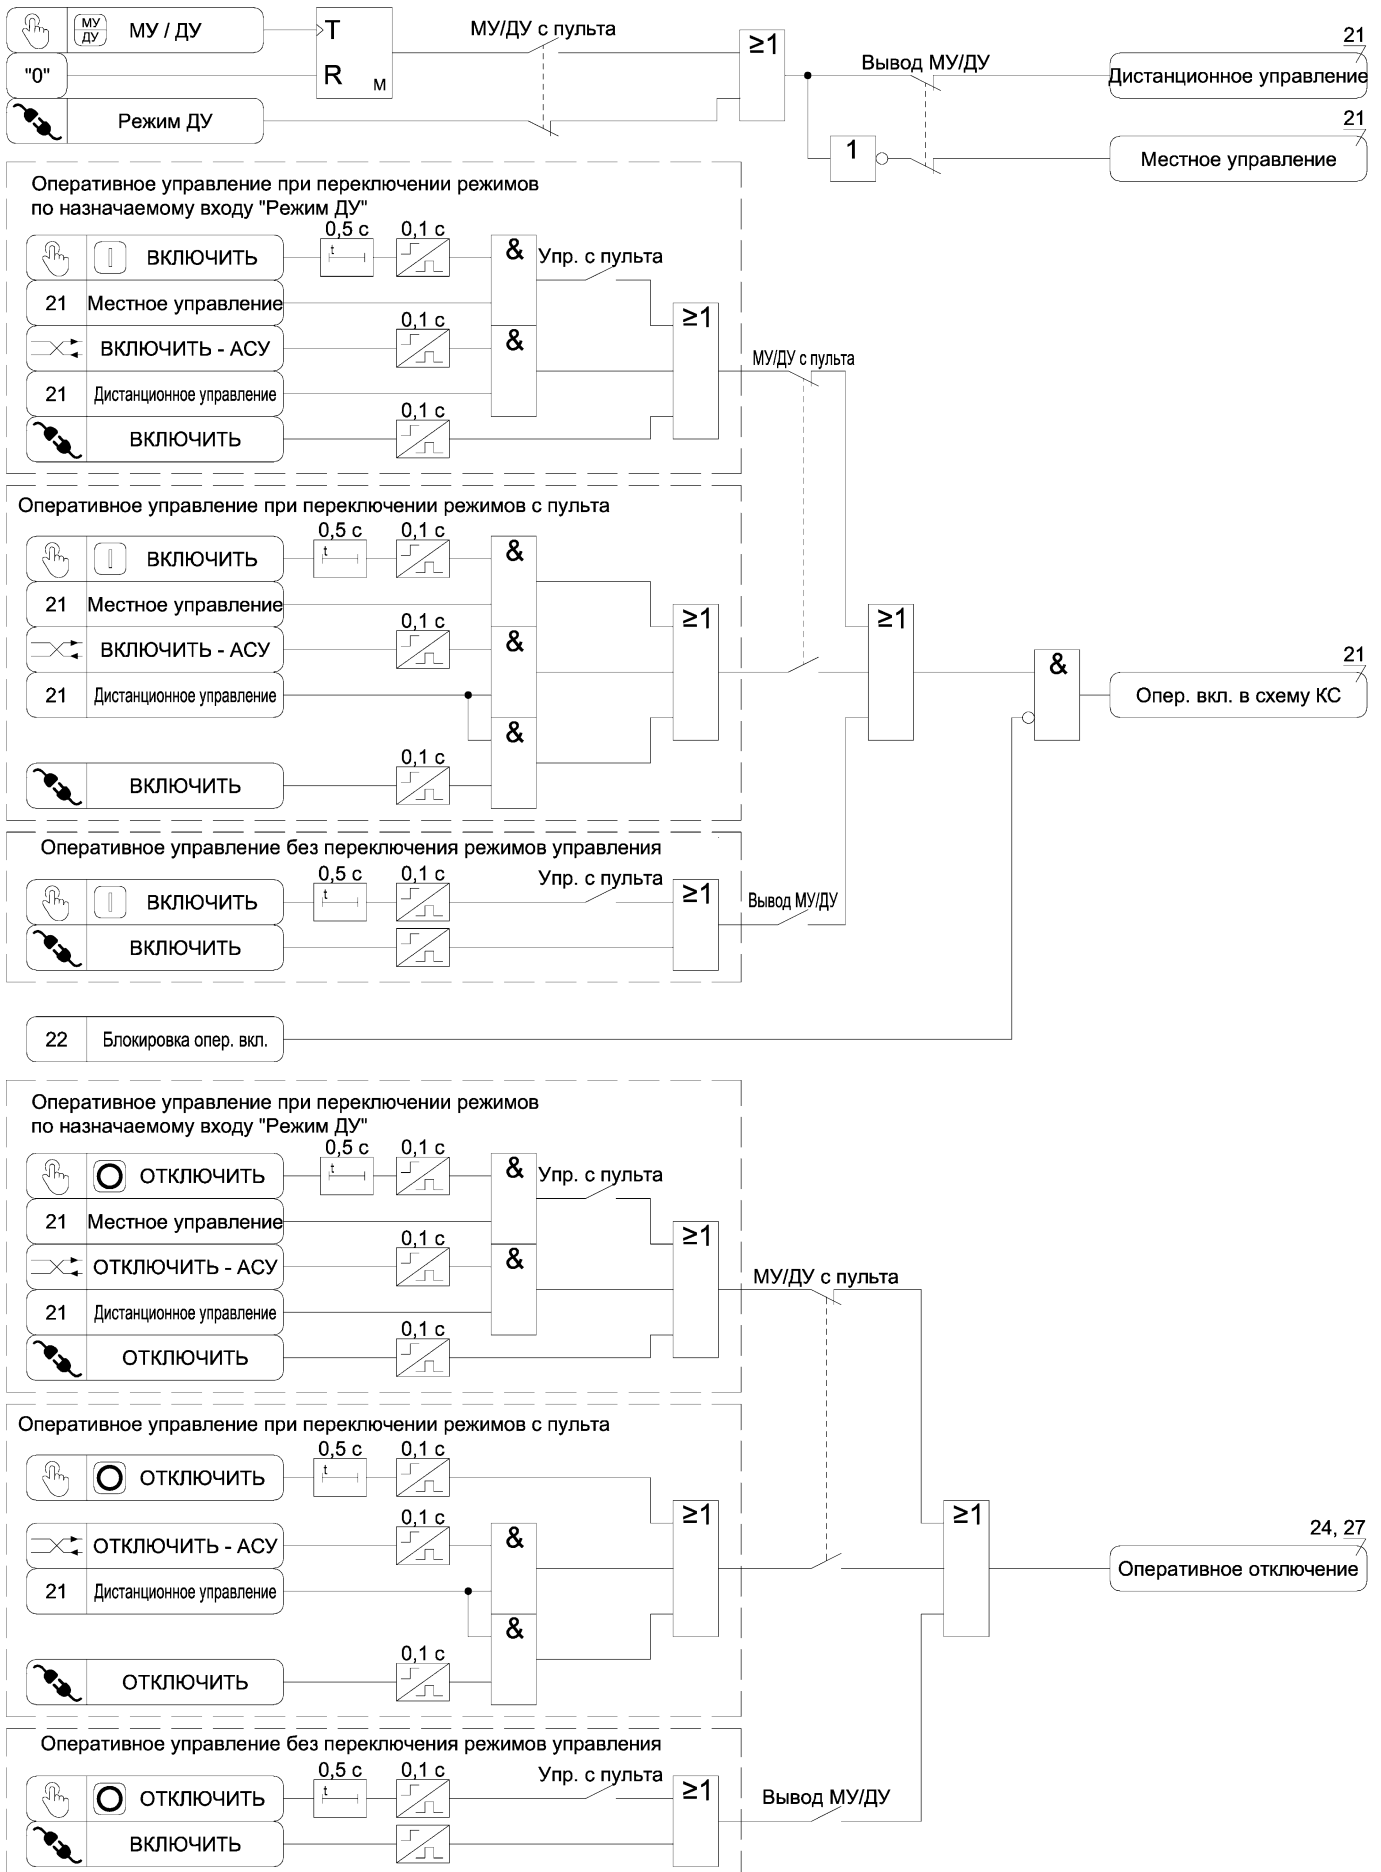 МУ
ДУ
МУ / ДУ
T
МУ/ДУ с пульта
≥1
"0"
R
M
Вывод МУ/ДУ
21
Дистанционное управление
Режим ДУ
1
21
Местное управление
Оперативное управление при переключении режимов
по назначаемому входу "Режим ДУ"
ВКЛЮЧИТЬ
0,5 с
t
0,1 с
&
Упр. с пульта
21 Местное управление
≥1
ВКЛЮЧИТЬ - АСУ
0,1 с
&
МУ/ДУ с пульта
21 Дистанционное управление
ВКЛЮЧИТЬ
0,1 с
Оперативное управление при переключении режимов с пульта
ВКЛЮЧИТЬ
0,5 с
t
0,1 с
&
21 Местное управление
≥1
≥1
ВКЛЮЧИТЬ - АСУ
0,1 с
&
&
21
Опер. вкл. в схему КС
21 Дистанционное управление
&
ВКЛЮЧИТЬ
0,1 с
Оперативное управление без переключения режимов управления
ВКЛЮЧИТЬ
0,5 с
t
0,1 с
Упр. с пульта
≥1
Вывод МУ/ДУ
ВКЛЮЧИТЬ
22 Блокировка опер. вкл.
Оперативное управление при переключении режимов
по назначаемому входу "Режим ДУ"
ОТКЛЮЧИТЬ
0,5 с
t
0,1 с
&
Упр. с пульта
21 Местное управление
≥1
ОТКЛЮЧИТЬ - АСУ
0,1 с
&
МУ/ДУ с пульта
21 Дистанционное управление
ОТКЛЮЧИТЬ
0,1 с
Оперативное управление при переключении режимов с пульта
ОТКЛЮЧИТЬ
0,5 с
t
0,1 с
≥1
≥1
ОТКЛЮЧИТЬ - АСУ
0,1 с
&
24, 27
Оперативное отключение
21 Дистанционное управление
&
ОТКЛЮЧИТЬ
0,1 с
Оперативное управление без переключения режимов управления
ОТКЛЮЧИТЬ
0,5 с
t
0,1 с
Упр. с пульта
≥1
Вывод МУ/ДУ
ВКЛЮЧИТЬ